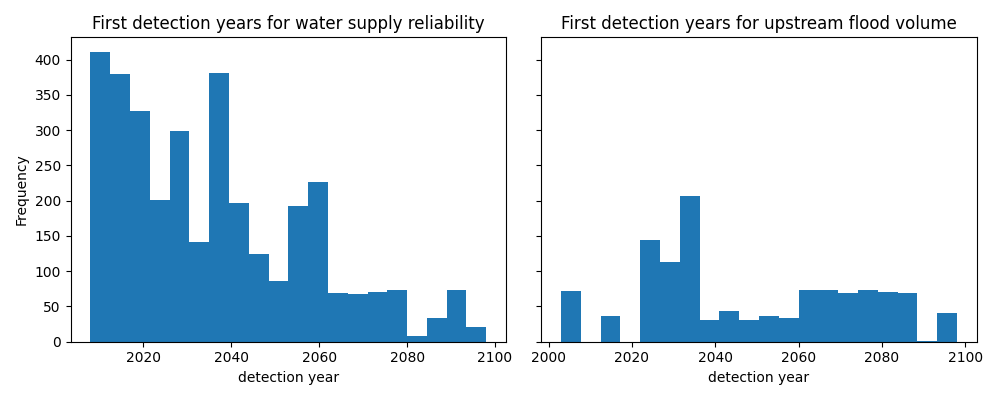 First detection years for water supply reliability
First detection years for upstream flood volume
Frequency
400
350
300
250
200
150
100
50
0
2020 2040 2060 2080 2100
2000 2020 2040 2060 2080 2100
detection year
detection year